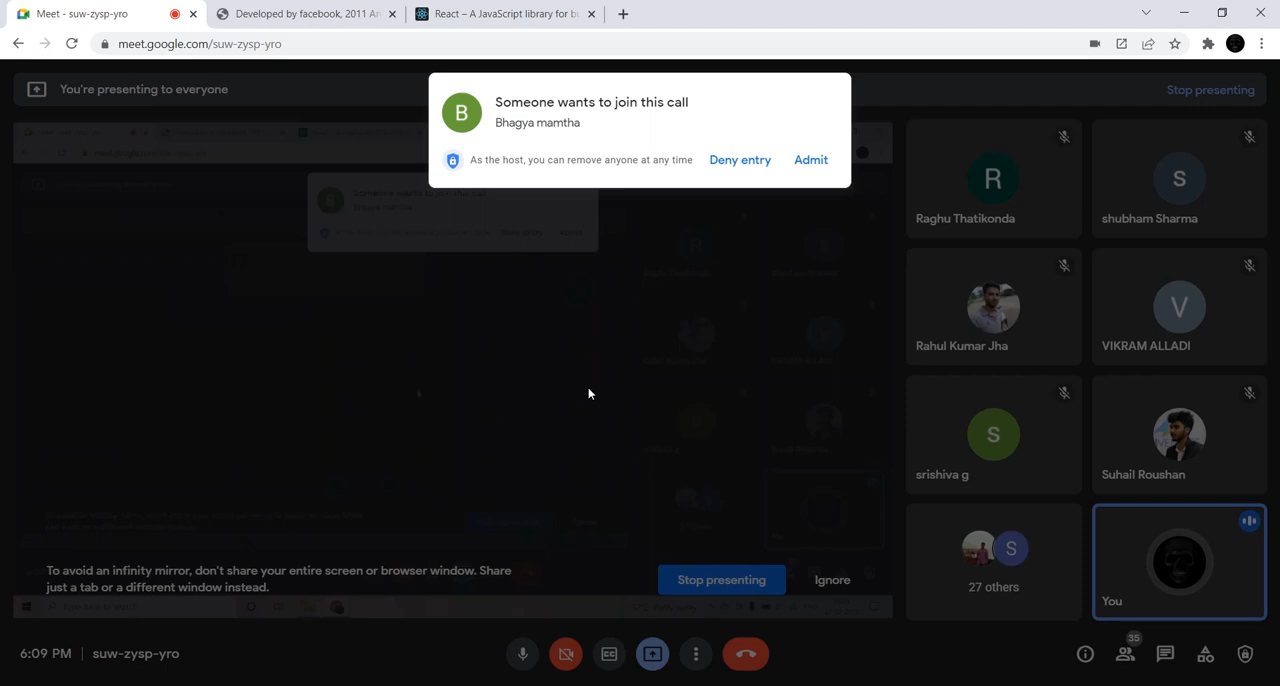 Meet - suw-zysp-yro
Developed by facebook, 2011 An
React – A JavaScript library for bu
meet.google.com/suw-zysp-yro
You're presenting to everyone
Stop presenting
B
Someone wants to join this call
Bhagya mamtha
As the host, you can remove anyone at any time
Deny entry
Admit
R
Raghu Thatikonda
S
shubham Sharma
Rahul Kumar Jha
V
VIKRAM ALLADI
S
srishiva g
Suhail Roushan
S
27 others
You
To avoid an infinity mirror, don't share your entire screen or browser window. Share
just a tab or a different window instead.
Stop presenting
Ignore
6:09 PM | suw-zysp-yro
35